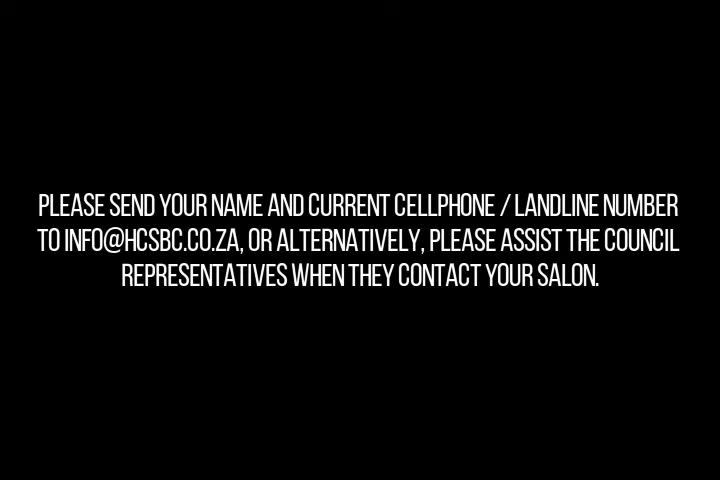 PLEASE SEND YOUR NAME AND CURRENT CELLPHONE / LANDLINE NUMBER
TO INFO@HCSBC.CO.ZA, OR ALTERNATIVELY, PLEASE ASSIST THE COUNCIL
REPRESENTATIVES WHEN THEY CONTACT YOUR SALON.